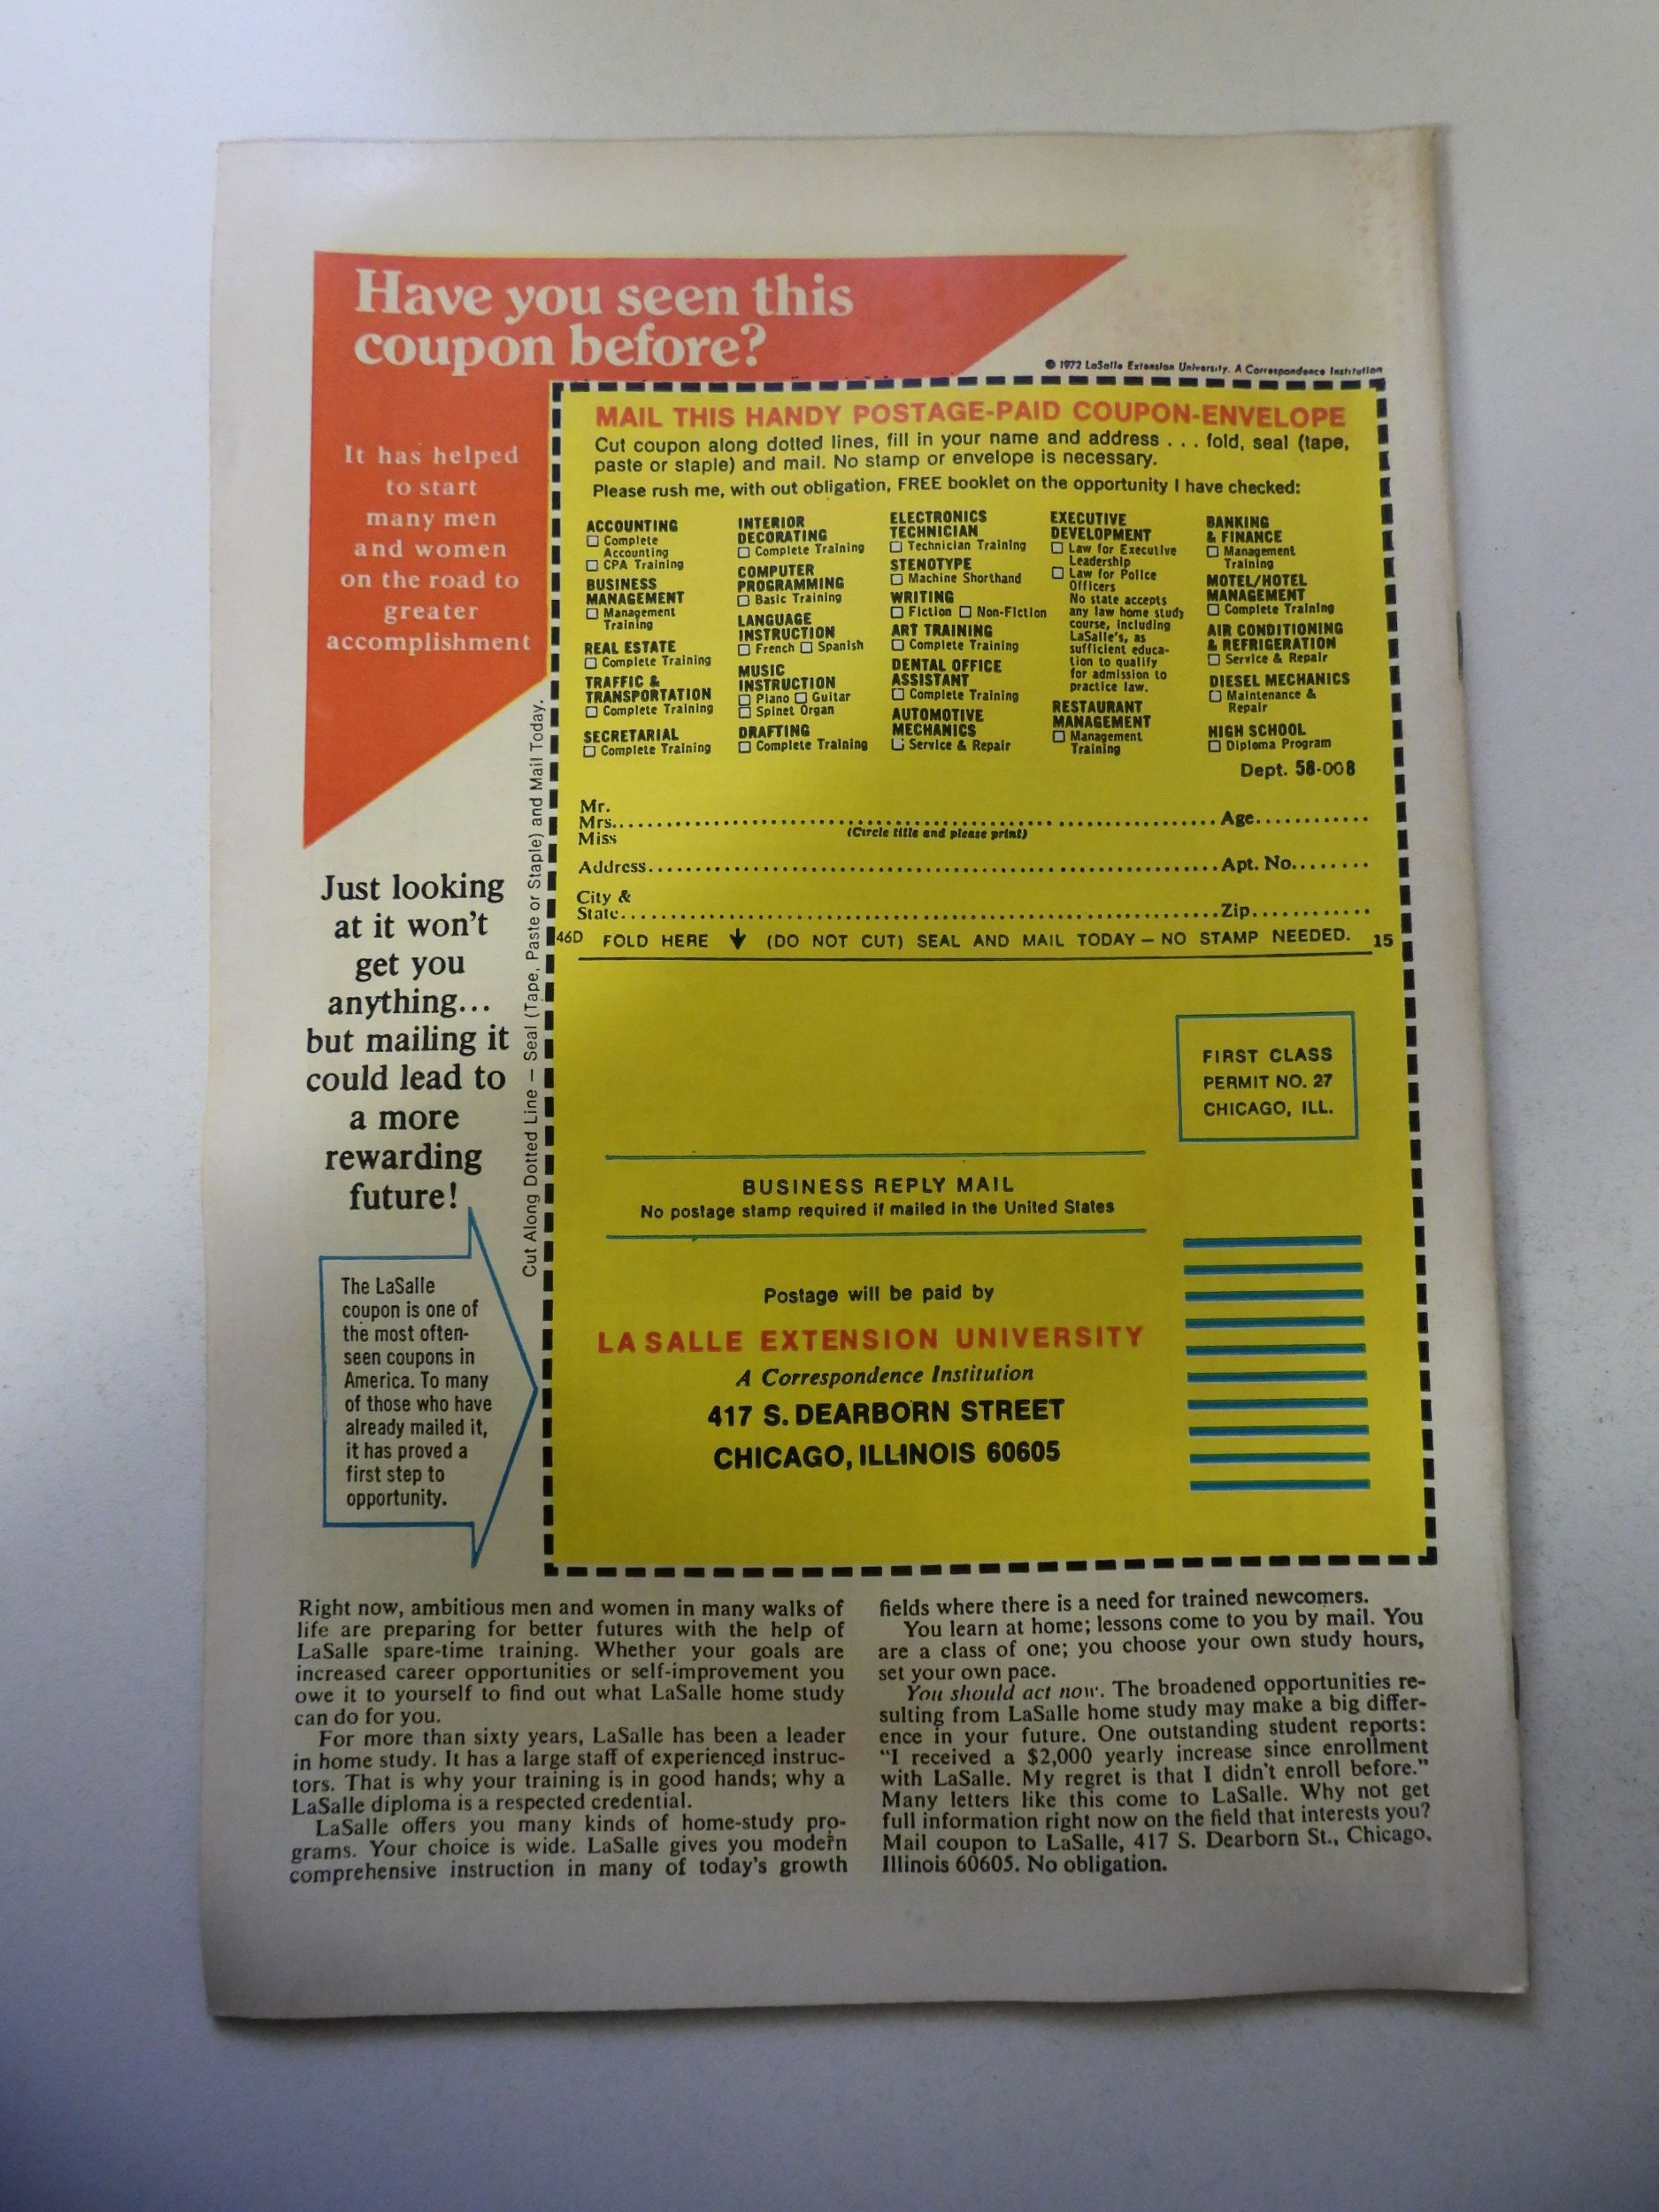 Have you seen this
coupon before?
© 1972 LaSalle Extension University. A Correspondence Institution
It has helped
to start
many men
and women
on the road to
greater
accomplishment
Just looking
at it won't
get you
anything...
but mailing it
could lead to
a more
rewarding
future!
The LaSalle
coupon is one of
the most often-
seen coupons in
America. To many
of those who have
already mailed it,
it has proved a
first step to
opportunity.
Cut Along Dotted Line — Seal (Tape, Paste or Staple) and Mail Today.
MAIL THIS HANDY POSTAGE-PAID COUPON-ENVELOPE
Cut coupon along dotted lines, fill in your name and address . . . fold, seal (tape,
paste or staple) and mail. No stamp or envelope is necessary.
Please rush me, with out obligation, FREE booklet on the opportunity I have checked:
ACCOUNTING
☐ Complete
Accounting
☐ CPA Training
BUSINESS
MANAGEMENT
☐ Management
Training
REAL ESTATE
☐ Complete Training
TRAFFIC &
TRANSPORTATION
☐ Complete Training
SECRETARIAL
☐ Complete Training
INTERIOR
DECORATING
☐ Complete Training
COMPUTER
PROGRAMMING
☐ Basic Training
LANGUAGE
INSTRUCTION
☐ French ☐ Spanish
MUSIC
INSTRUCTION
☐ Piano ☐ Guitar
☐ Spinet Organ
DRAFTING
☐ Complete Training
ELECTRONICS
TECHNICIAN
☐ Technician Training
STENOTYPE
☐ Machine Shorthand
WRITING
☐ Fiction ☐ Non-Fiction
ART TRAINING
☐ Complete Training
DENTAL OFFICE
ASSISTANT
☐ Complete Training
AUTOMOTIVE
MECHANICS
☐ Service & Repair
EXECUTIVE
DEVELOPMENT
☐ Law for Executive
Leadership
☐ Law for Police
Officers
No state accepts
any law home study
course, including
LaSalle's, as
sufficient educa-
tion to qualify
for admission to
practice law.
RESTAURANT
MANAGEMENT
☐ Management
Training
BANKING
& FINANCE
☐ Management
Training
MOTEL/HOTEL
MANAGEMENT
☐ Complete Training
AIR CONDITIONING
& REFRIGERATION
☐ Service & Repair
DIESEL MECHANICS
☐ Maintenance &
Repair
HIGH SCHOOL
☐ Diploma Program
Dept. 58-008
Mr.
Mrs. Age
Miss (Circle title and please print)
Address Apt. No.
City &
State Zip
46D FOLD HERE ↓ (DO NOT CUT) SEAL AND MAIL TODAY — NO STAMP NEEDED. 15
FIRST CLASS
PERMIT NO. 27
CHICAGO, ILL.
BUSINESS REPLY MAIL
No postage stamp required if mailed in the United States
Postage will be paid by
LA SALLE EXTENSION UNIVERSITY
A Correspondence Institution
417 S. DEARBORN STREET
CHICAGO, ILLINOIS 60605
Right now, ambitious men and women in many walks of
life are preparing for better futures with the help of
LaSalle spare-time training. Whether your goals are
increased career opportunities or self-improvement you
owe it to yourself to find out what LaSalle home study
can do for you.
For more than sixty years, LaSalle has been a leader
in home study. It has a large staff of experienced instruc-
tors. That is why your training is in good hands; why a
LaSalle diploma is a respected credential.
LaSalle offers you many kinds of home-study pro-
grams. Your choice is wide. LaSalle gives you modern
comprehensive instruction in many of today's growth
fields where there is a need for trained newcomers.
You learn at home; lessons come to you by mail. You
are a class of one; you choose your own study hours,
set your own pace.
You should act now. The broadened opportunities re-
sulting from LaSalle home study may make a big differ-
ence in your future. One outstanding student reports:
"I received a $2,000 yearly increase since enrollment
with LaSalle. My regret is that I didn't enroll before."
Many letters like this come to LaSalle. Why not get
full information right now on the field that interests you?
Mail coupon to LaSalle, 417 S. Dearborn St., Chicago,
Illinois 60605. No obligation.